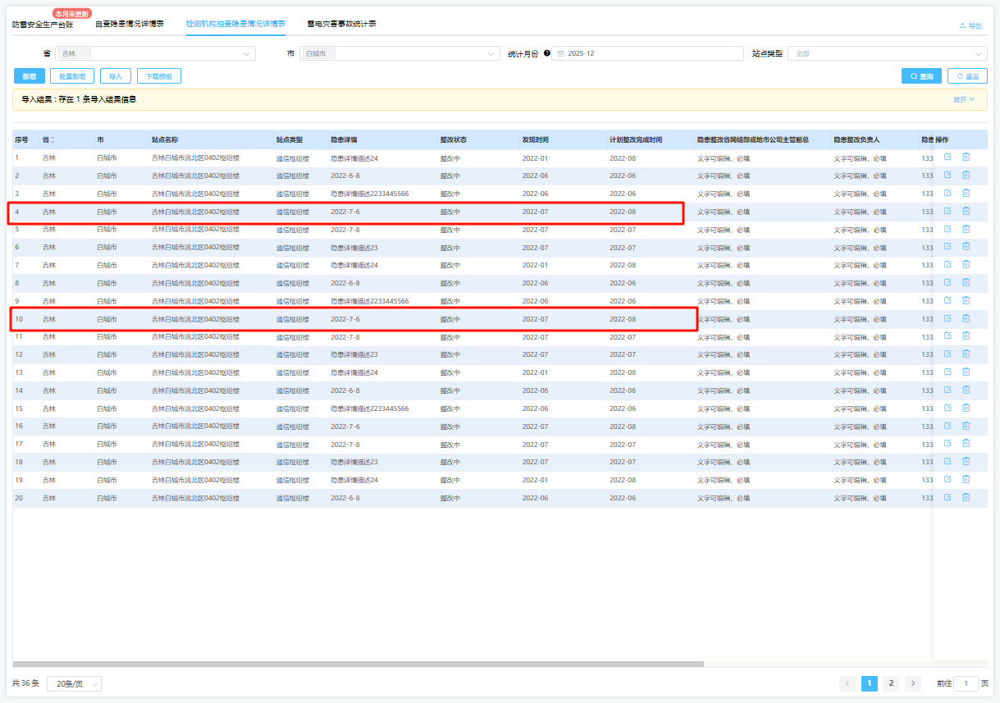 本月未更新
防雷安全生产台账 自查隐患情况详情表 检测机构抽查隐患情况详情表 雷电灾害事故统计表 导出
省 吉林 市 白城市 统计月份 2025-12 站点类型 全部
新增 批量新增 导入 下载模板 查询 重置
导入结果 : 存在 1 条导入结果信息 展开
序号 省 市 站点名称 站点类型 隐患详情 整改状态 发现时间 计划整改完成时间 隐患整改省网络部或地市公司主管副总 隐患整改负责人 隐患 操作
1 吉林 白城市 吉林白城市洮北区0402枢纽楼 通信枢纽楼 隐患详情描述24 整改中 2022-01 2022-08 文字可编辑，必填 文字可编辑，必填 133
2 吉林 白城市 吉林白城市洮北区0402枢纽楼 通信枢纽楼 2022-6-8 整改中 2022-06 2022-06 文字可编辑，必填 文字可编辑，必填 133
3 吉林 白城市 吉林白城市洮北区0402枢纽楼 通信枢纽楼 隐患详情描述2233445566 整改中 2022-06 2022-06 文字可编辑，必填 文字可编辑，必填 133
4 吉林 白城市 吉林白城市洮北区0402枢纽楼 通信枢纽楼 2022-7-6 整改中 2022-07 2022-08 文字可编辑，必填 文字可编辑，必填 133
5 吉林 白城市 吉林白城市洮北区0402枢纽楼 通信枢纽楼 2022-7-8 整改中 2022-07 2022-07 文字可编辑，必填 文字可编辑，必填 133
6 吉林 白城市 吉林白城市洮北区0402枢纽楼 通信枢纽楼 隐患详情描述23 整改中 2022-07 2022-07 文字可编辑，必填 文字可编辑，必填 133
7 吉林 白城市 吉林白城市洮北区0402枢纽楼 通信枢纽楼 隐患详情描述24 整改中 2022-01 2022-08 文字可编辑，必填 文字可编辑，必填 133
8 吉林 白城市 吉林白城市洮北区0402枢纽楼 通信枢纽楼 2022-6-8 整改中 2022-06 2022-06 文字可编辑，必填 文字可编辑，必填 133
9 吉林 白城市 吉林白城市洮北区0402枢纽楼 通信枢纽楼 隐患详情描述2233445566 整改中 2022-06 2022-06 文字可编辑，必填 文字可编辑，必填 133
10 吉林 白城市 吉林白城市洮北区0402枢纽楼 通信枢纽楼 2022-7-6 整改中 2022-07 2022-08 文字可编辑，必填 文字可编辑，必填 133
11 吉林 白城市 吉林白城市洮北区0402枢纽楼 通信枢纽楼 2022-7-8 整改中 2022-07 2022-07 文字可编辑，必填 文字可编辑，必填 133
12 吉林 白城市 吉林白城市洮北区0402枢纽楼 通信枢纽楼 隐患详情描述23 整改中 2022-07 2022-07 文字可编辑，必填 文字可编辑，必填 133
13 吉林 白城市 吉林白城市洮北区0402枢纽楼 通信枢纽楼 隐患详情描述24 整改中 2022-01 2022-08 文字可编辑，必填 文字可编辑，必填 133
14 吉林 白城市 吉林白城市洮北区0402枢纽楼 通信枢纽楼 2022-6-8 整改中 2022-06 2022-06 文字可编辑，必填 文字可编辑，必填 133
15 吉林 白城市 吉林白城市洮北区0402枢纽楼 通信枢纽楼 隐患详情描述2233445566 整改中 2022-06 2022-06 文字可编辑，必填 文字可编辑，必填 133
16 吉林 白城市 吉林白城市洮北区0402枢纽楼 通信枢纽楼 2022-7-6 整改中 2022-07 2022-08 文字可编辑，必填 文字可编辑，必填 133
17 吉林 白城市 吉林白城市洮北区0402枢纽楼 通信枢纽楼 2022-7-8 整改中 2022-07 2022-07 文字可编辑，必填 文字可编辑，必填 133
18 吉林 白城市 吉林白城市洮北区0402枢纽楼 通信枢纽楼 隐患详情描述23 整改中 2022-07 2022-07 文字可编辑，必填 文字可编辑，必填 133
19 吉林 白城市 吉林白城市洮北区0402枢纽楼 通信枢纽楼 隐患详情描述24 整改中 2022-01 2022-08 文字可编辑，必填 文字可编辑，必填 133
20 吉林 白城市 吉林白城市洮北区0402枢纽楼 通信枢纽楼 2022-6-8 整改中 2022-06 2022-06 文字可编辑，必填 文字可编辑，必填 133
共 36 条 20条/页 1 2 前往 1 页